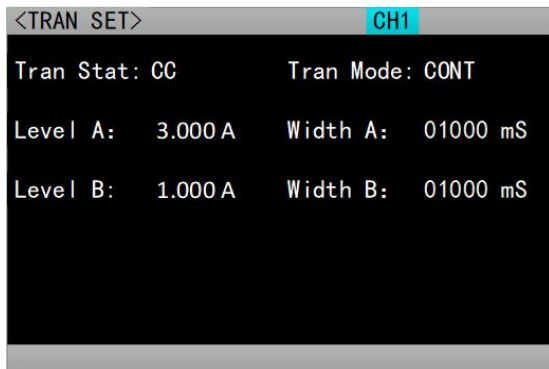 <TRAN SET> CH1
Tran Stat: CC Tran Mode: CONT
Level A: 3.000 A Width A: 01000 mS
Level B: 1.000 A Width B: 01000 mS